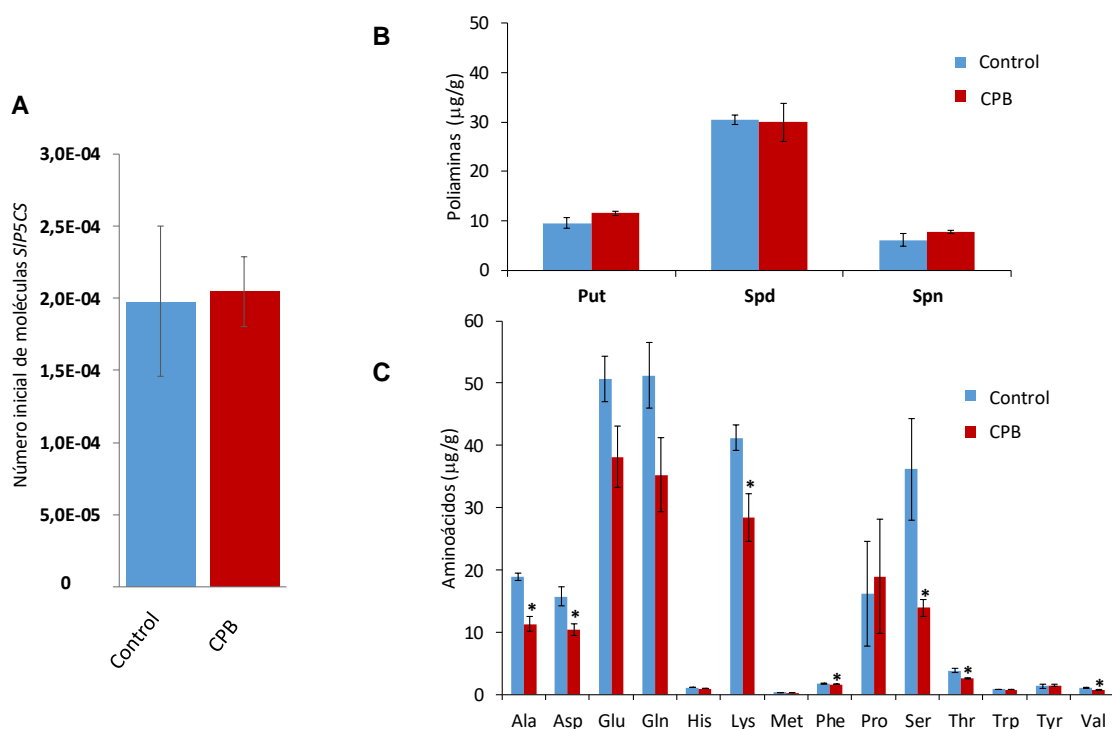 A
Número inicial de moléculas SlP5CS
3,0E-04
2,5E-04
2,0E-04
1,5E-04
1,0E-04
5,0E-05
0
Control
CPB
B
Poliaminas (µg/g)
50
40
30
20
10
0
Control
CPB
Put Spd Spn
C
Aminoácidos (µg/g)
60
50
40
30
20
10
0
Control
CPB
* * * * * * *
Ala Asp Glu Gln His Lys Met Phe Pro Ser Thr Trp Tyr Val